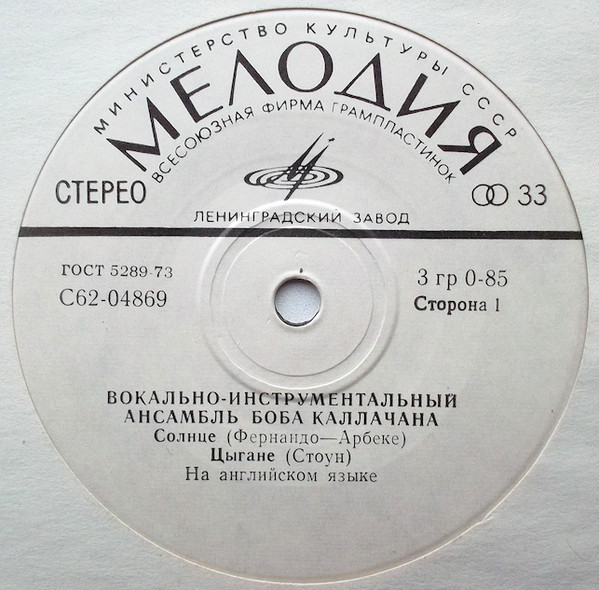 МИНИСТЕРСТВО КУЛЬТУРЫ СССР
МЕЛОДИЯ
ВСЕСОЮЗНАЯ ФИРМА ГРАМПЛАСТИНОК
СТЕРЕО
33
ЛЕНИНГРАДСКИЙ ЗАВОД
ГОСТ 5289-73
3 гр 0-85
С62-04869
Сторона 1
ВОКАЛЬНО-ИНСТРУМЕНТАЛЬНЫЙ
АНСАМБЛЬ БОБА КАЛЛАЧАНА
Солнце (Фернандо—Арбеке)
Цыгане (Стоун)
На английском языке